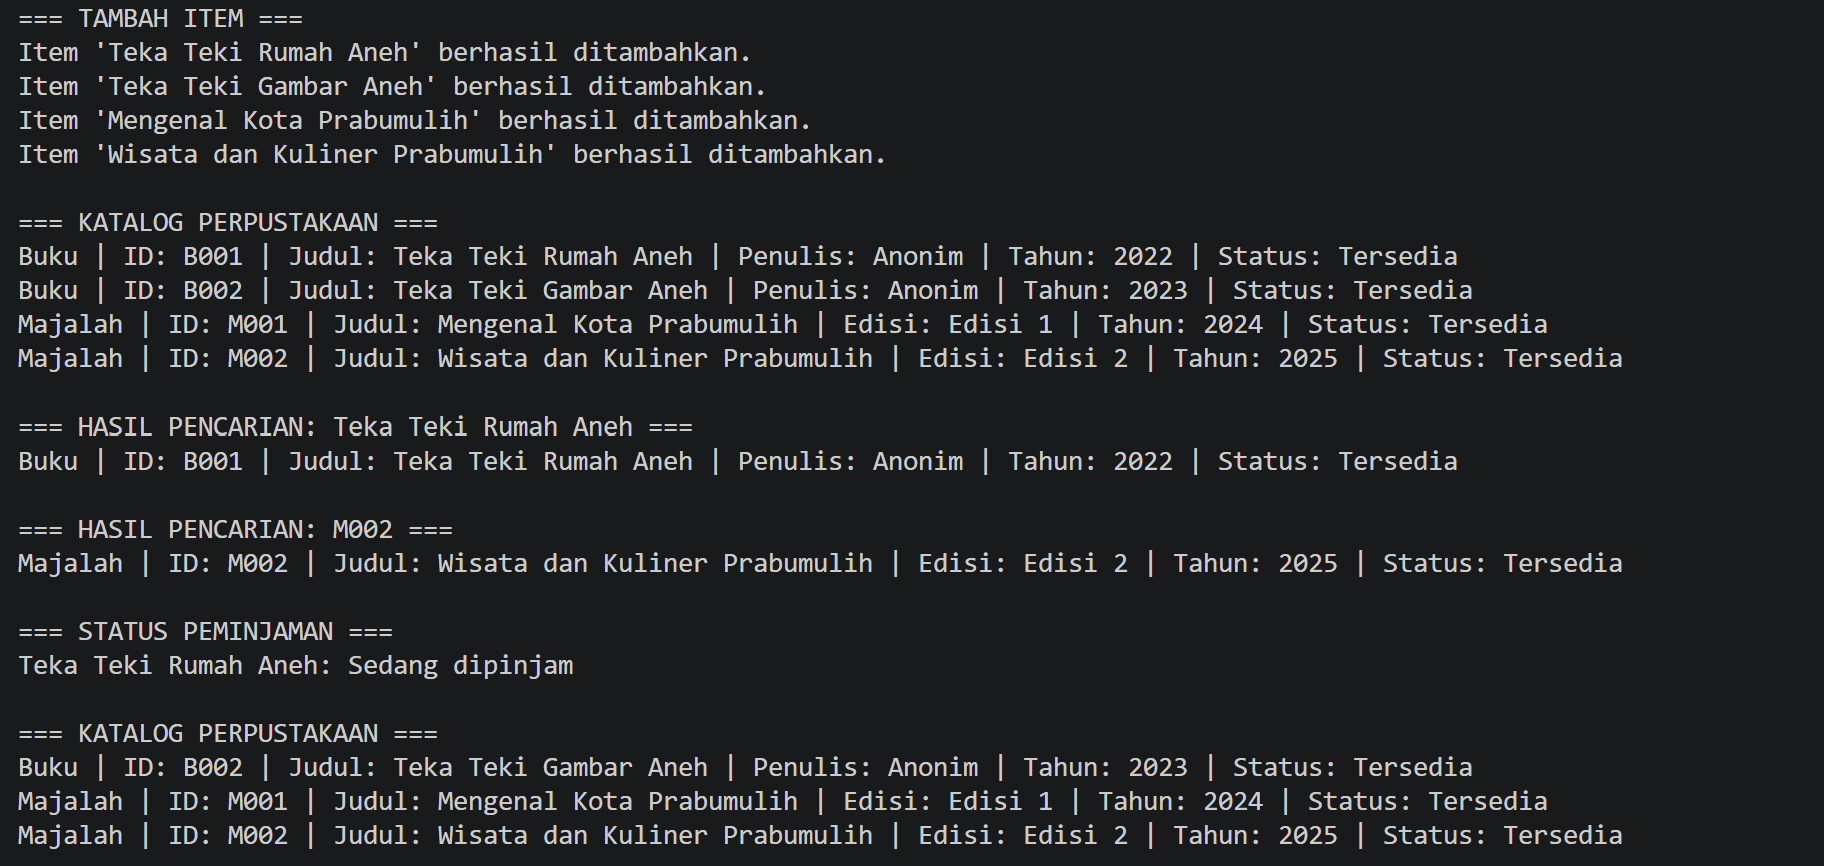 === TAMBAH ITEM ===
Item 'Teka Teki Rumah Aneh' berhasil ditambahkan.
Item 'Teka Teki Gambar Aneh' berhasil ditambahkan.
Item 'Mengenal Kota Prabumulih' berhasil ditambahkan.
Item 'Wisata dan Kuliner Prabumulih' berhasil ditambahkan.

=== KATALOG PERPUSTAKAAN ===
Buku | ID: B001 | Judul: Teka Teki Rumah Aneh | Penulis: Anonim | Tahun: 2022 | Status: Tersedia
Buku | ID: B002 | Judul: Teka Teki Gambar Aneh | Penulis: Anonim | Tahun: 2023 | Status: Tersedia
Majalah | ID: M001 | Judul: Mengenal Kota Prabumulih | Edisi: Edisi 1 | Tahun: 2024 | Status: Tersedia
Majalah | ID: M002 | Judul: Wisata dan Kuliner Prabumulih | Edisi: Edisi 2 | Tahun: 2025 | Status: Tersedia

=== HASIL PENCARIAN: Teka Teki Rumah Aneh ===
Buku | ID: B001 | Judul: Teka Teki Rumah Aneh | Penulis: Anonim | Tahun: 2022 | Status: Tersedia

=== HASIL PENCARIAN: M002 ===
Majalah | ID: M002 | Judul: Wisata dan Kuliner Prabumulih | Edisi: Edisi 2 | Tahun: 2025 | Status: Tersedia

=== STATUS PEMINJAMAN ===
Teka Teki Rumah Aneh: Sedang dipinjam

=== KATALOG PERPUSTAKAAN ===
Buku | ID: B002 | Judul: Teka Teki Gambar Aneh | Penulis: Anonim | Tahun: 2023 | Status: Tersedia
Majalah | ID: M001 | Judul: Mengenal Kota Prabumulih | Edisi: Edisi 1 | Tahun: 2024 | Status: Tersedia
Majalah | ID: M002 | Judul: Wisata dan Kuliner Prabumulih | Edisi: Edisi 2 | Tahun: 2025 | Status: Tersedia